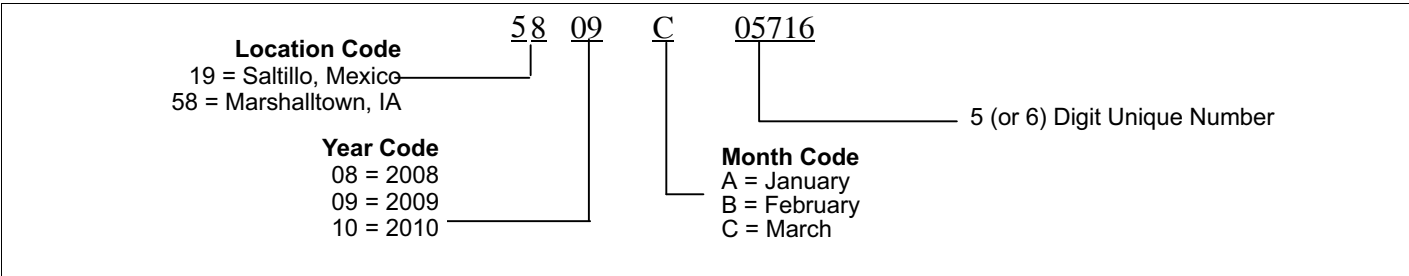 58 09 C 05716
Location Code
19 = Saltillo, Mexico
58 = Marshalltown, IA
5 (or 6) Digit Unique Number
Year Code
08 = 2008
09 = 2009
10 = 2010
Month Code
A = January
B = February
C = March